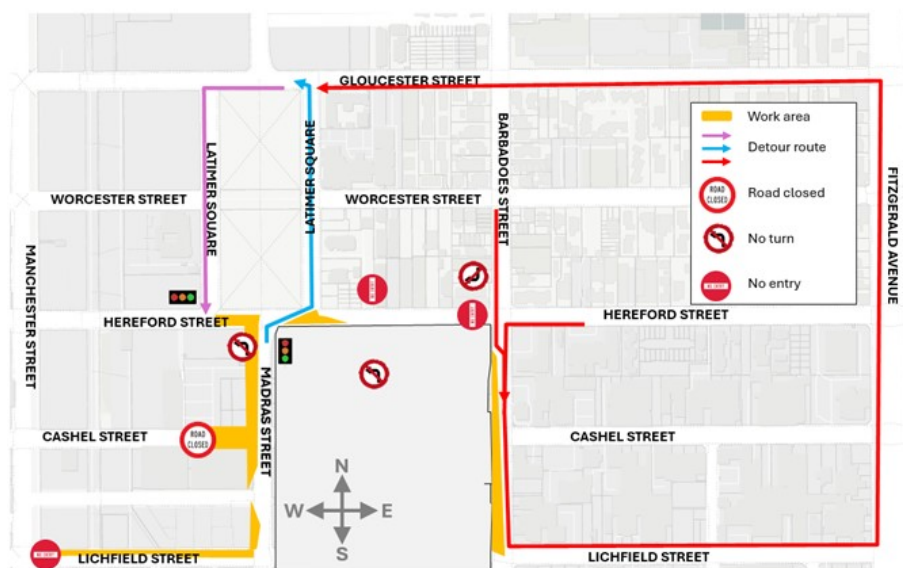 GLOUCESTER STREET
Work area
Detour route
ROAD
CLOSED
Road closed
No turn
No entry
LATIMER SQUARE
LATIMER SQUARE
BARBADOES STREET
FITZGERALD AVENUE
WORCESTER STREET
WORCESTER STREET
MANCHESTER STREET
HEREFORD STREET
HEREFORD STREET
MADRAS STREET
CASHEL STREET
ROAD
CLOSED
CASHEL STREET
N
W
E
S
LICHFIELD STREET
LICHFIELD STREET